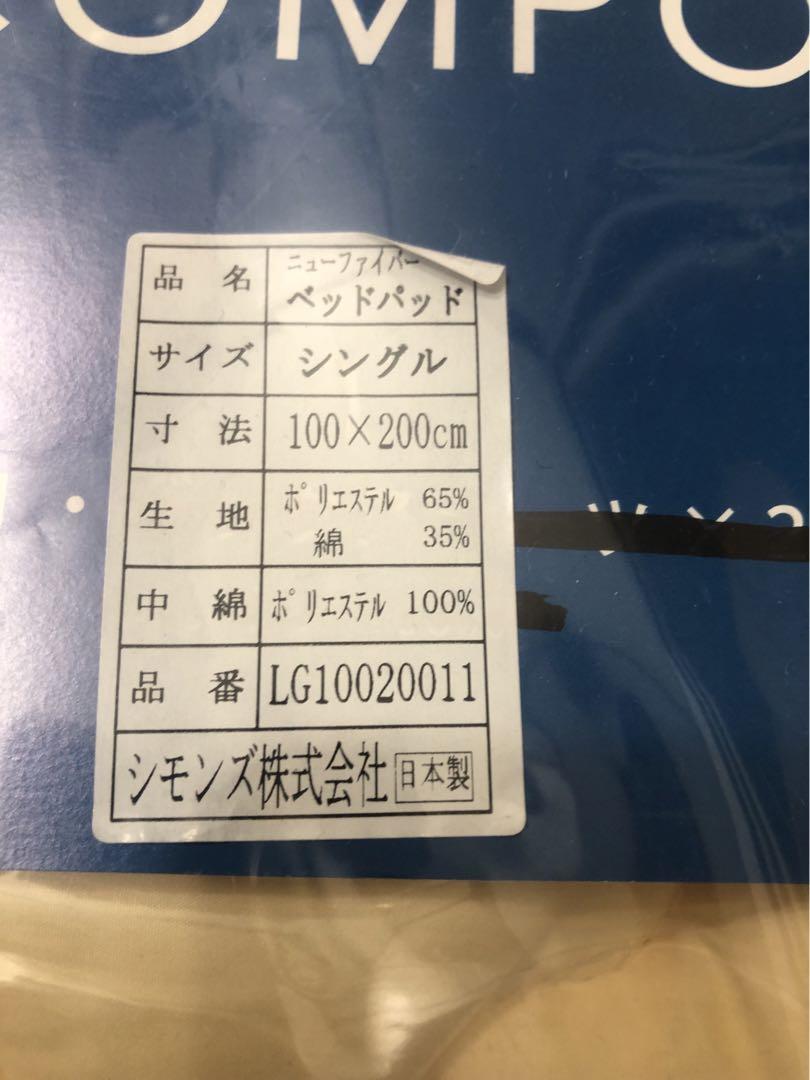 COMPO
品名 ニューファイバー
ベッドパッド
サイズ シングル
寸法 100×200cm
生地 ポリエステル 65%
綿 35%
中綿 ポリエステル 100%
品番 LG10020011
シモンズ株式会社 日本製